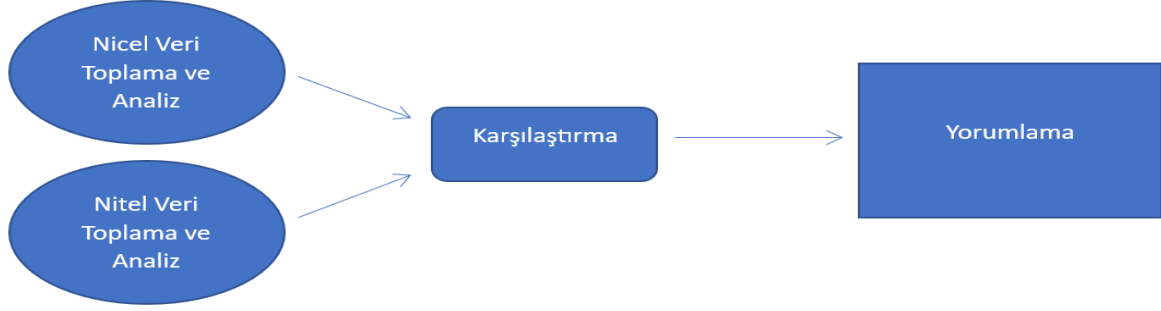 Nicel Veri
Toplama ve
Analiz
Karşılaştırma
Yorumlama
Nitel Veri
Toplama ve
Analiz